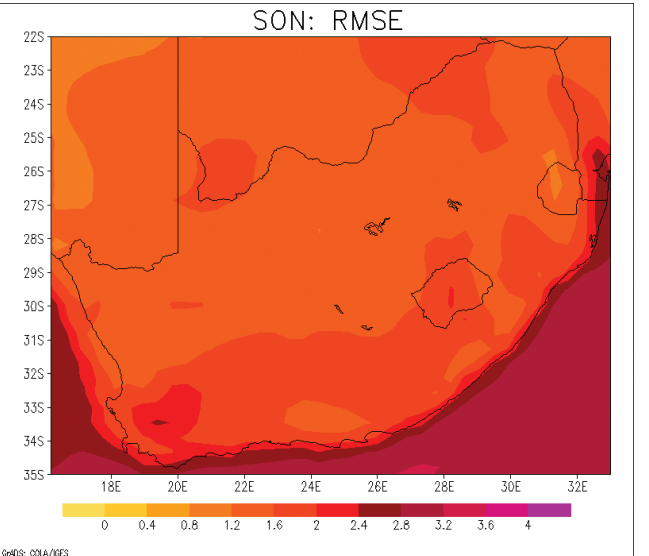 SON: RMSE
22S
23S
24S
25S
26S
27S
28S
29S
30S
31S
32S
33S
34S
35S
18E 20E 22E 24E 26E 28E 30E 32E
0 0.4 0.8 1.2 1.6 2 2.4 2.8 3.2 3.6 4
GrADS: COLA/IGES